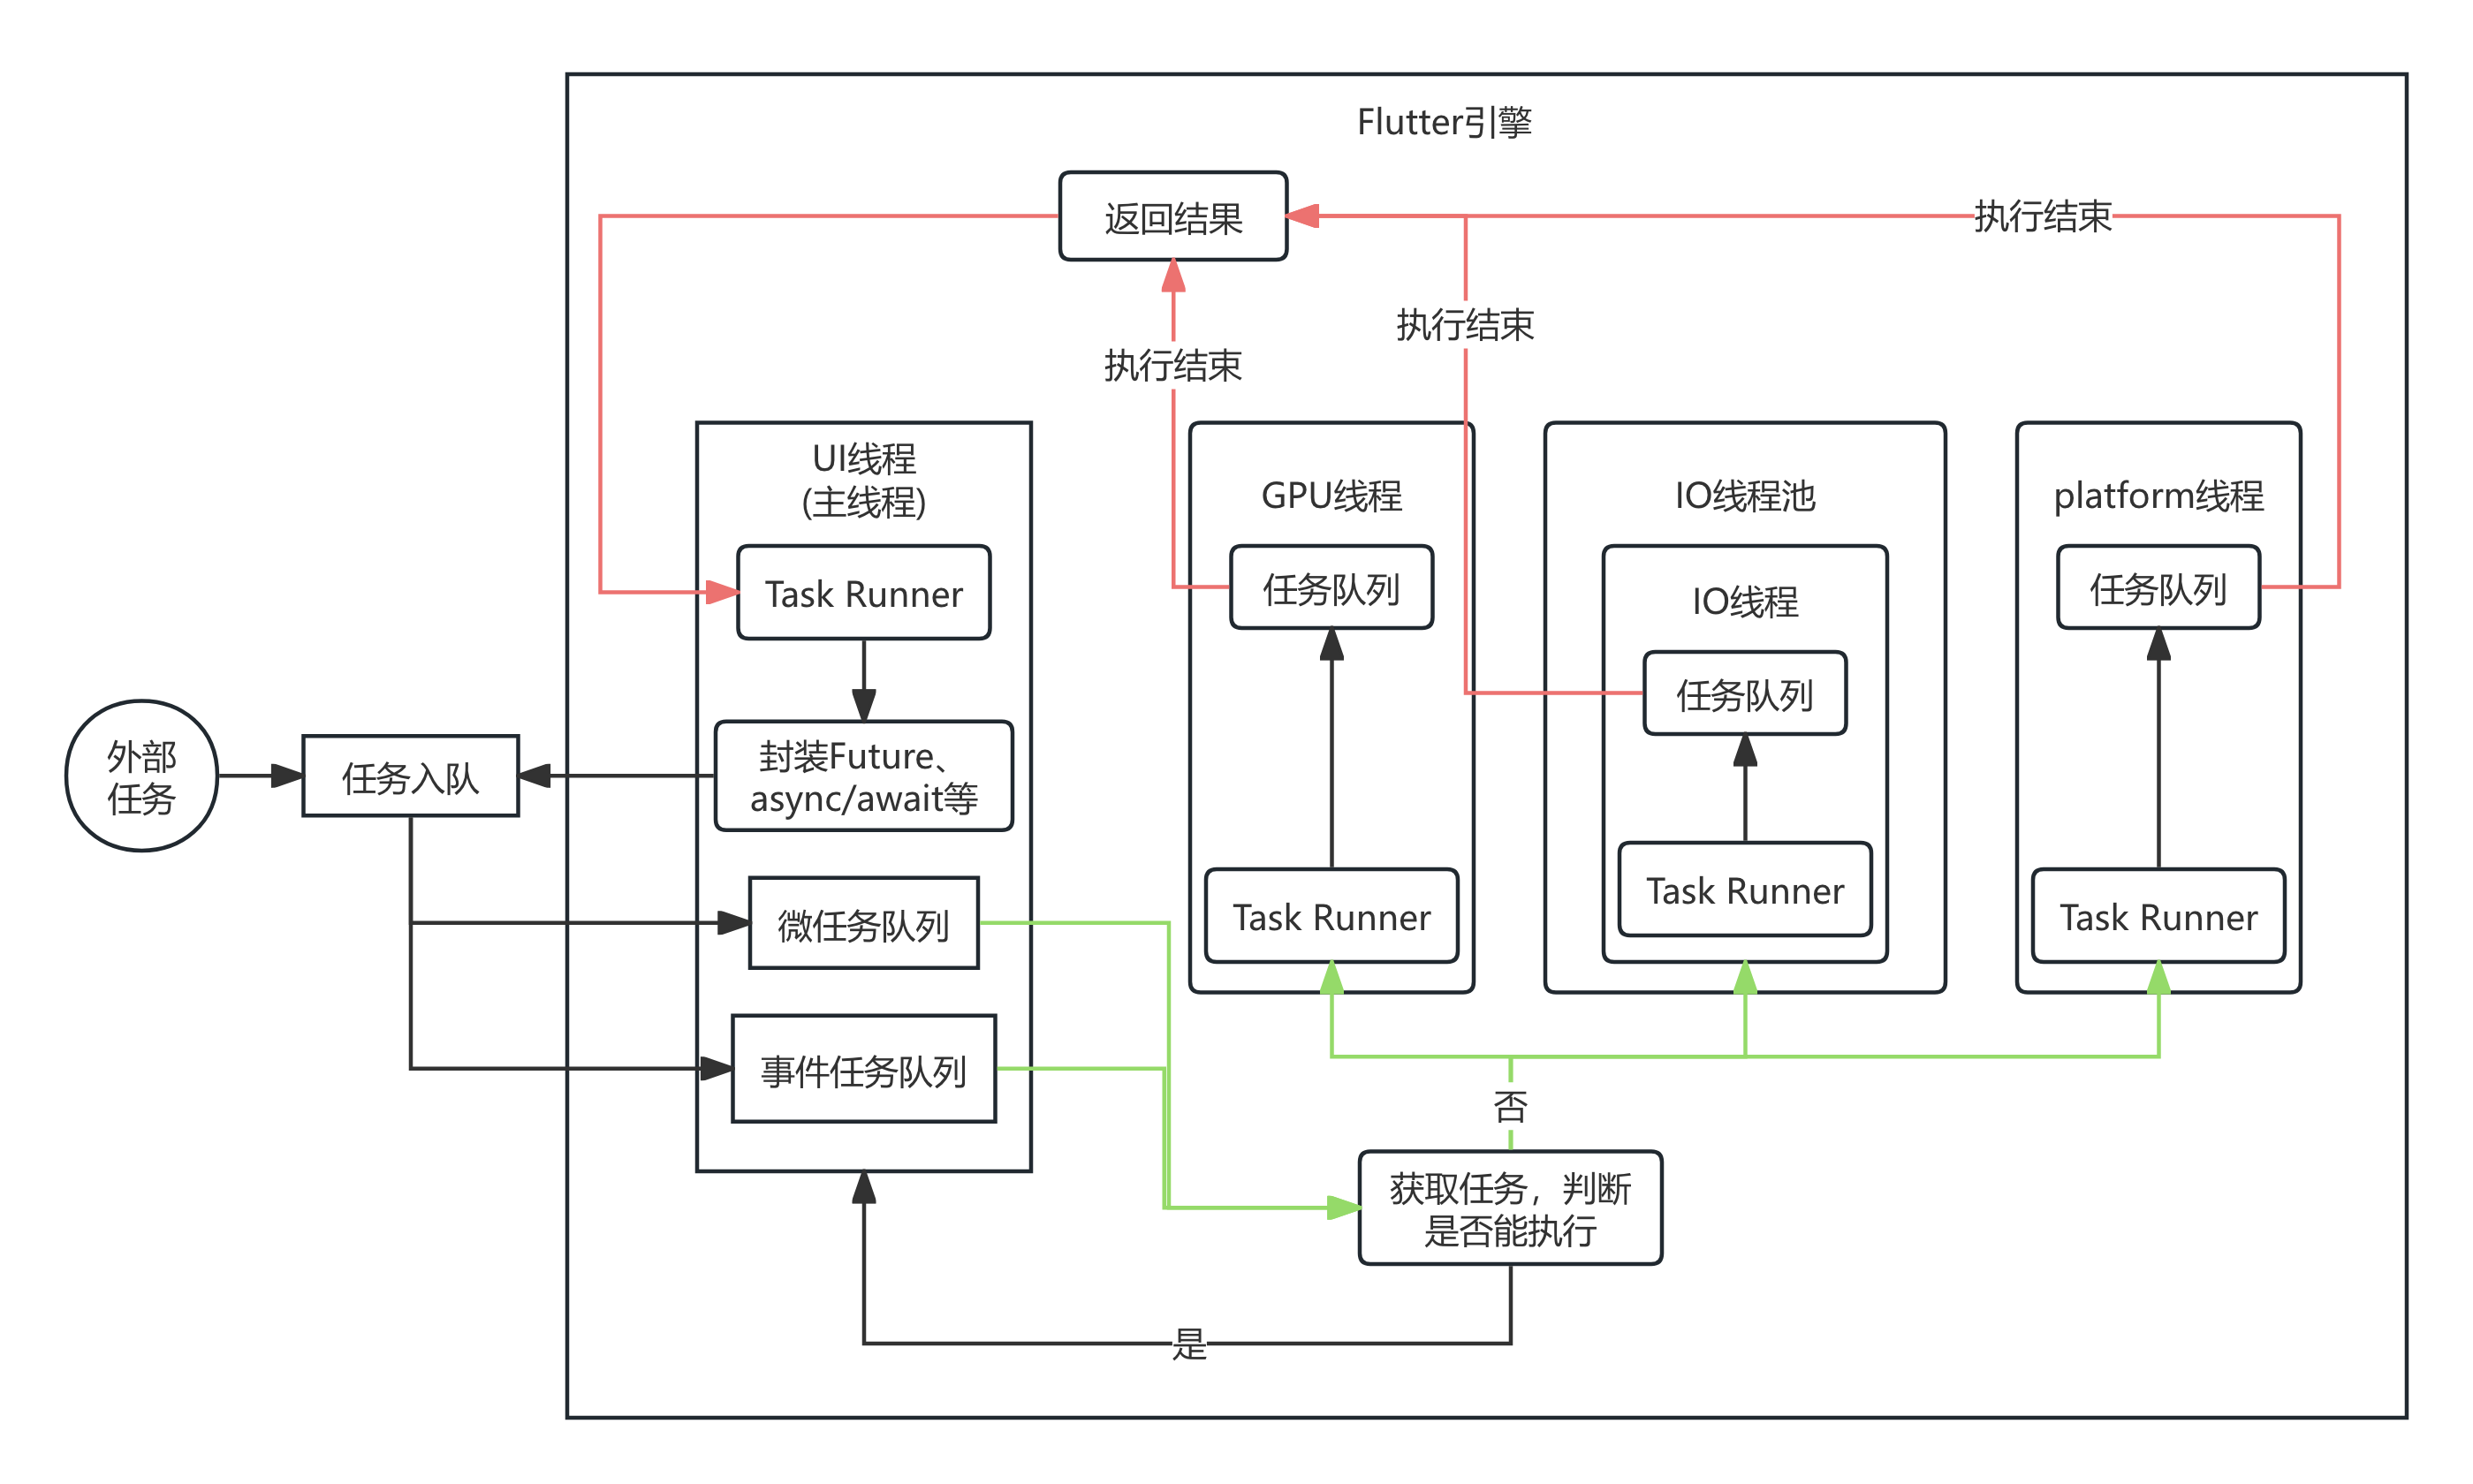 Flutter引擎
返回结果
执行结束
执行结束
执行结束
UI线程
(主线程)
Task Runner
封装Future、
async/await等
微任务队列
事件任务队列
外部
任务
任务入队
GPU线程
任务队列
Task Runner
IO线程池
IO线程
任务队列
Task Runner
platform线程
任务队列
Task Runner
否
获取任务，判断
是否能执行
是